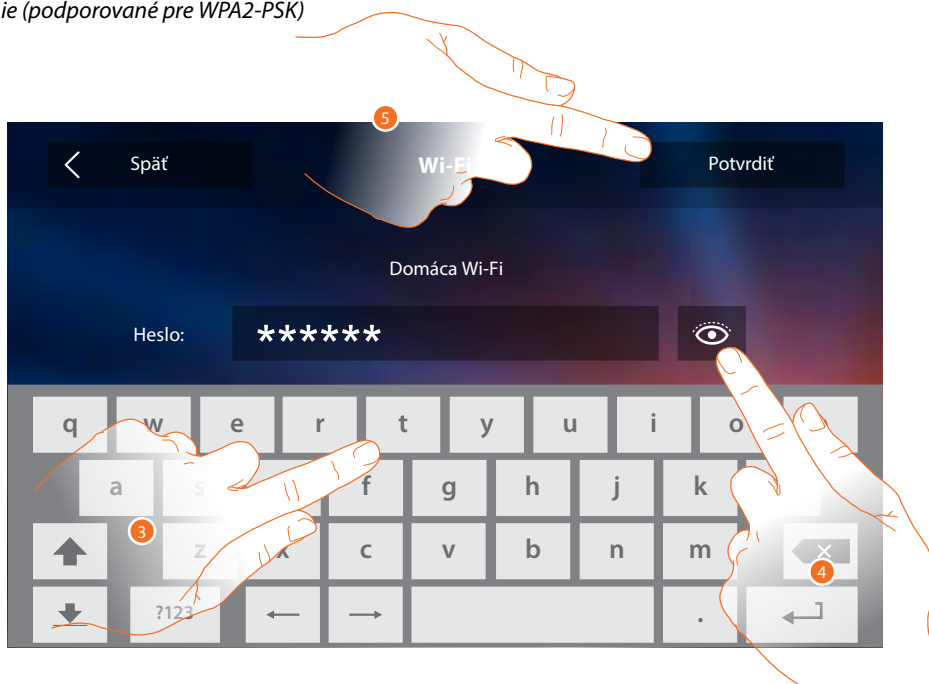 ie (podporované pre WPA2-PSK)
5
Späť Wi-Fi Potvrdiť
Domáca Wi-Fi
Heslo: ******
q w e r t y u i o
a s f g h j k
3
z x c v b n m
4
?123 .